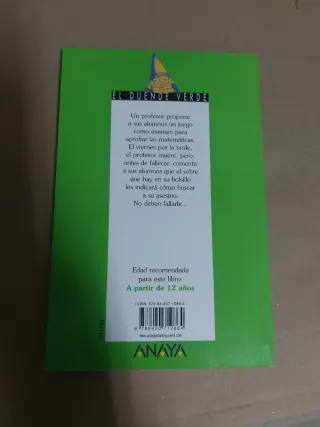 EL DUENDE VERDE
Un profesor propone
a sus alumnos un juego
como examen para
aprobar las matemáticas.
El viernes por la tarde,
el profesor muere, pero,
antes de fallecer, comenta
a sus alumnos que el sobre
que hay en su bolsillo
les indicará cómo buscar
a su asesino.
No deben fallarle...
Edad recomendada
para este libro:
A partir de 12 años
ANAYA